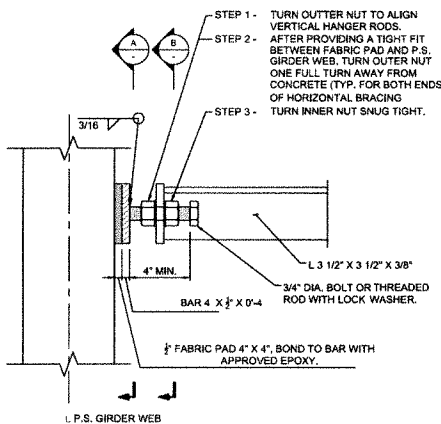 STEP 1 - TURN OUTTER NUT TO ALIGN
VERTICAL HANGER RODS.
STEP 2 - AFTER PROVIDING A TIGHT FIT
BETWEEN FABRIC PAD AND P.S.
GIRDER WEB, TURN OUTER NUT
ONE FULL TURN AWAY FROM
CONCRETE (TYP. FOR BOTH ENDS
OF HORIZONTAL BRACING
STEP 3 - TURN INNER NUT SNUG TIGHT.
A
B
-
-
3/16
L 3 1/2" X 3 1/2" X 3/8"
4" MIN.
3/4" DIA. BOLT OR THREADED
ROD WITH LOCK WASHER.
BAR 4 X ½" X 0'-4
½" FABRIC PAD 4" X 4", BOND TO BAR WITH
APPROVED EPOXY.
L P.S. GIRDER WEB